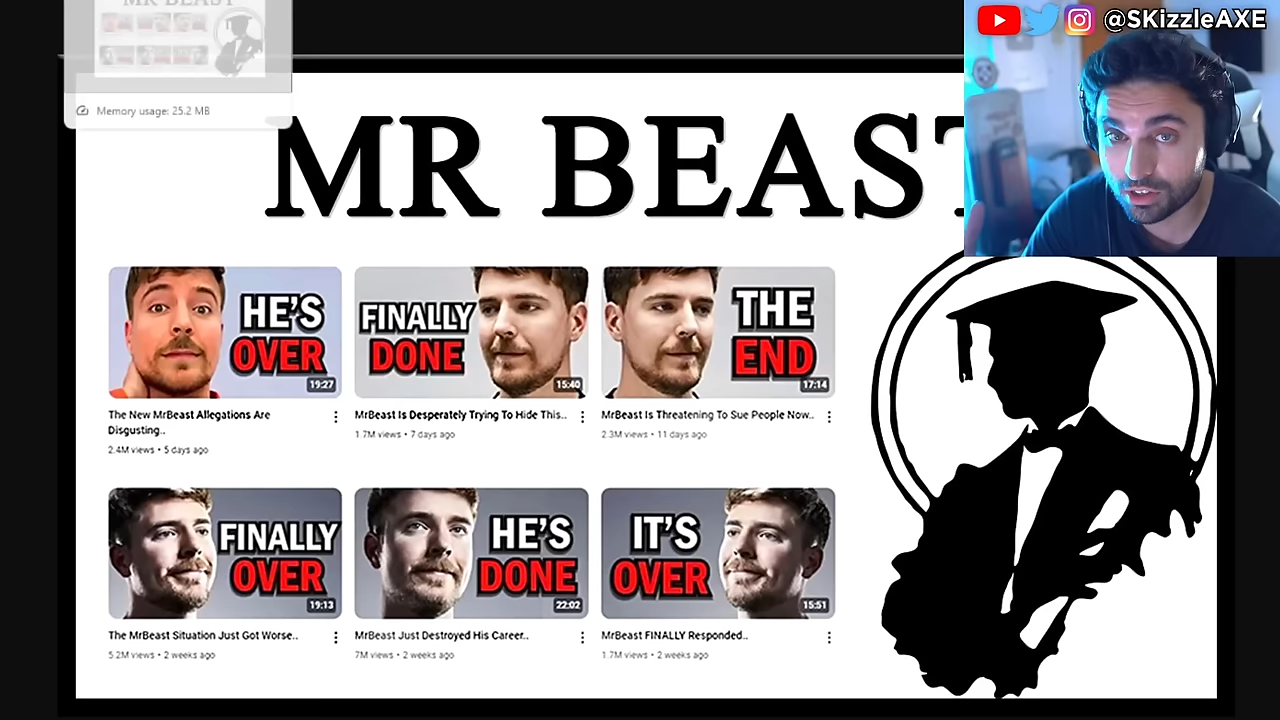 MR BEAST
@SKizzleAXE
Memory usage: 25.2 MB
MR BEAST
HE'S
OVER
19:27
FINALLY
DONE
15:40
THE
END
17:14
The New MrBeast Allegations Are
Disgusting..
2.4M views • 5 days ago
MrBeast Is Desperately Trying To Hide This..
1.7M views • 7 days ago
MrBeast Is Threatening To Sue People Now..
2.3M views • 11 days ago
FINALLY
OVER
19:13
HE'S
DONE
22:02
IT'S
OVER
15:51
The MrBeast Situation Just Got Worse..
5.2M views • 2 weeks ago
MrBeast Just Destroyed His Career..
7M views • 2 weeks ago
MrBeast FINALLY Responded..
1.7M views • 2 weeks ago